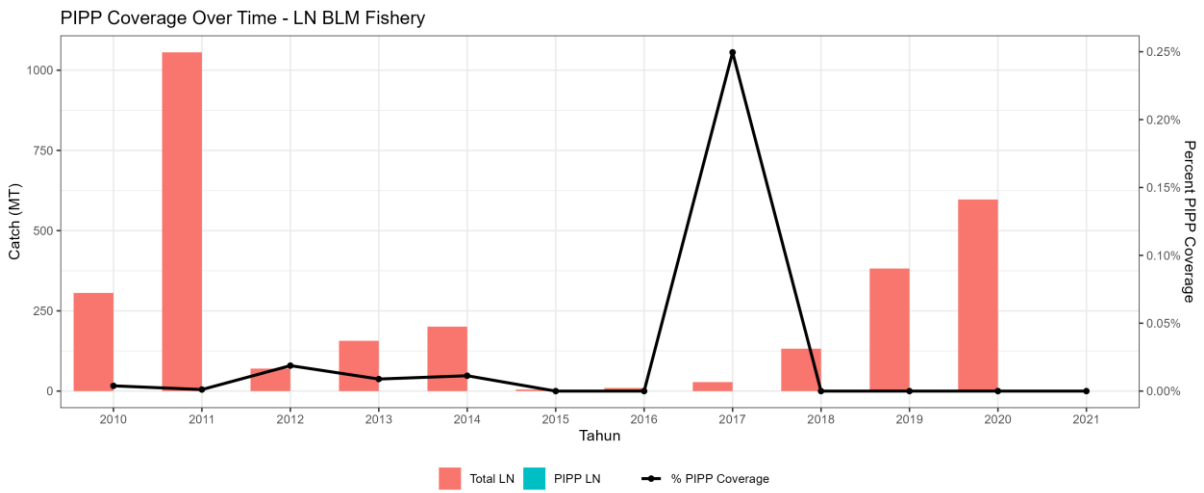 PIPP Coverage Over Time - LN BLM Fishery
Catch (MT)
1000
750
500
250
0
0.25%
0.20%
0.15%
0.10%
0.05%
0.00%
Percent PIPP Coverage
2010 2011 2012 2013 2014 2015 2016 2017 2018 2019 2020 2021
Tahun
Total LN PIPP LN % PIPP Coverage